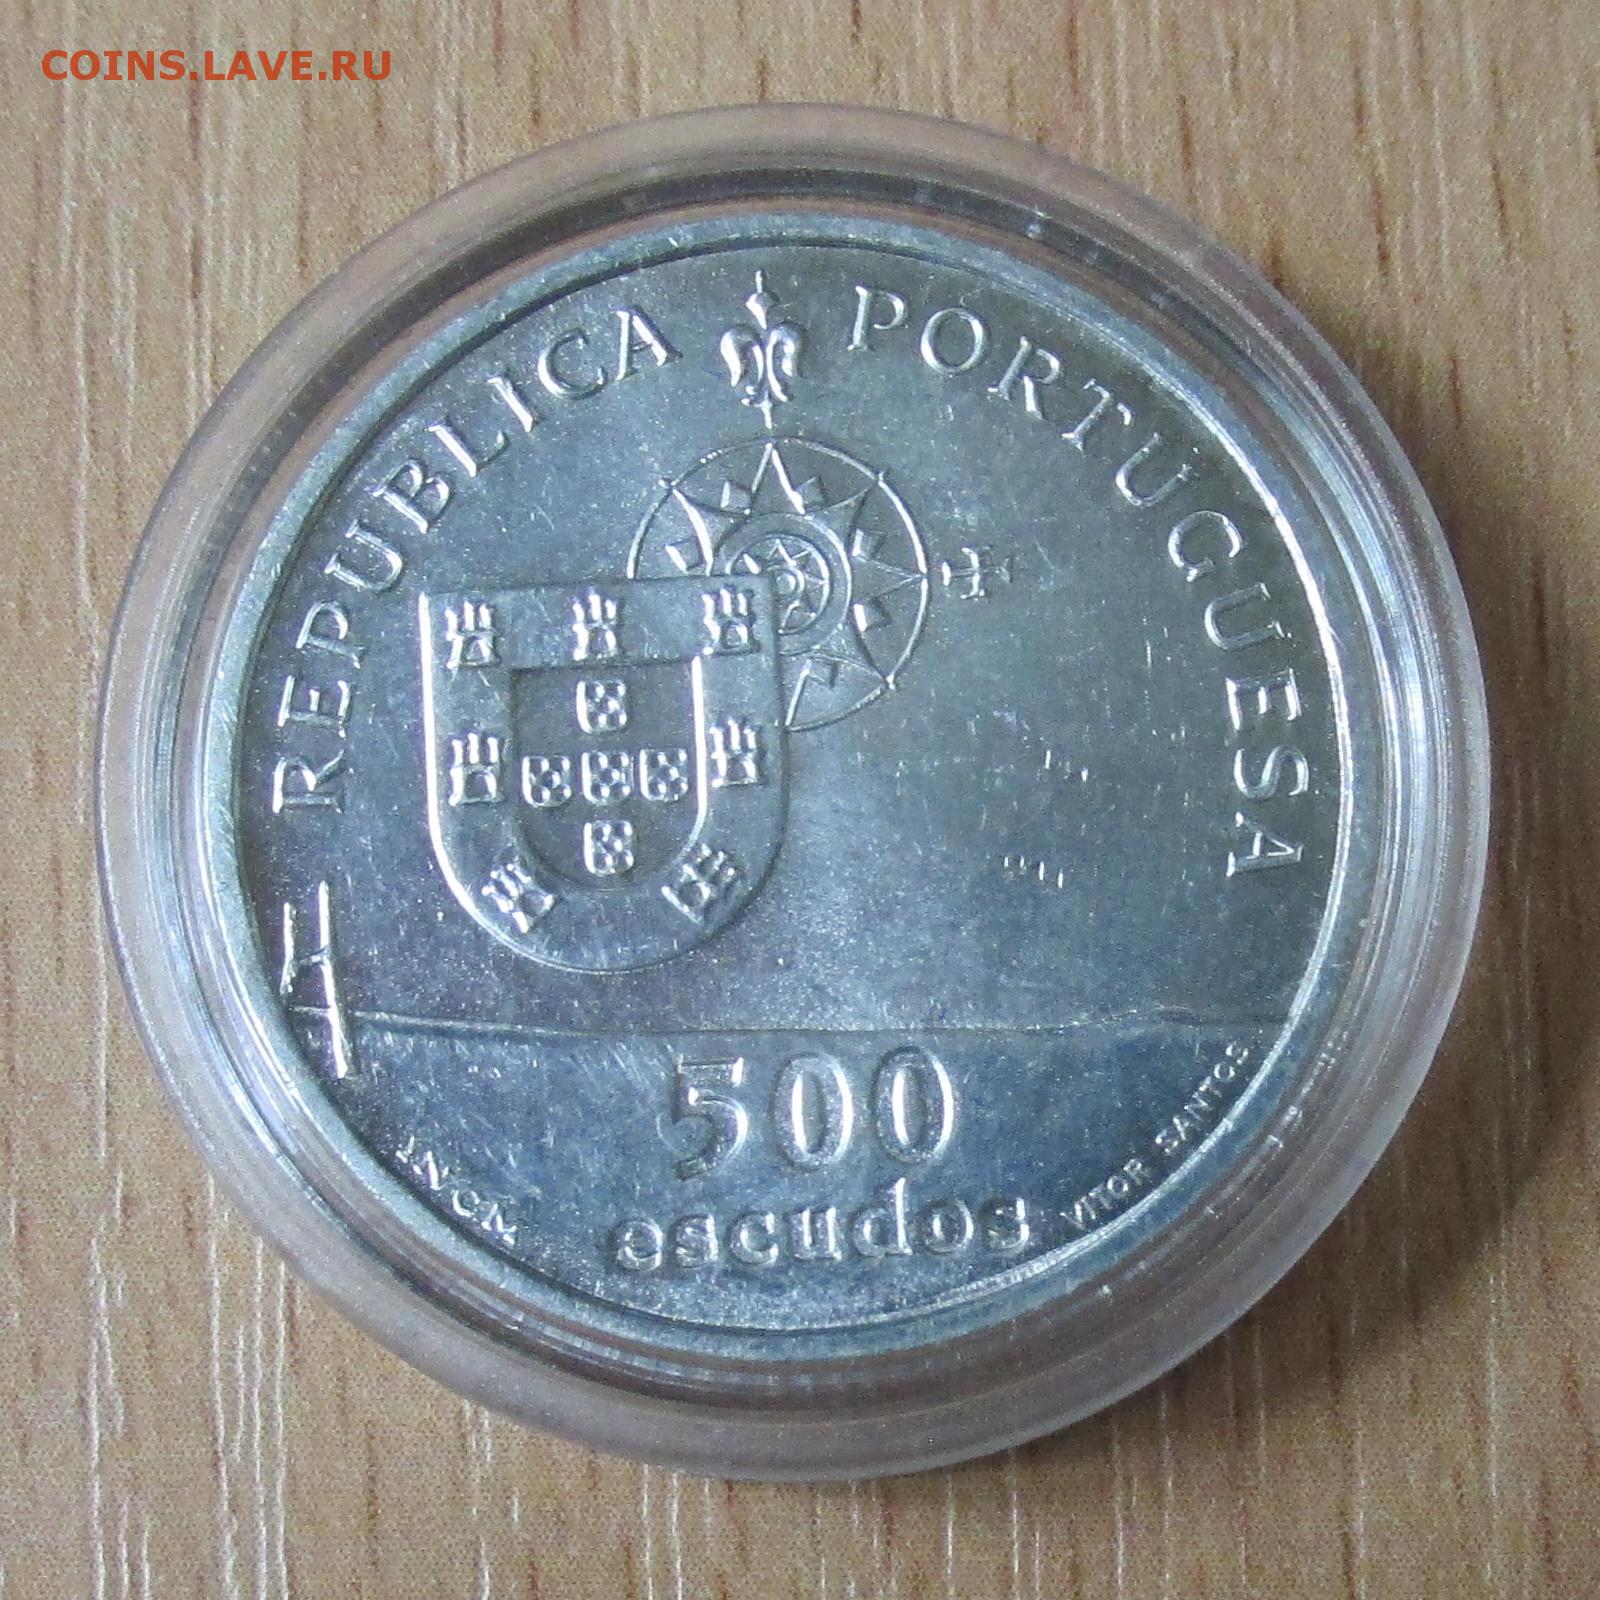 COINS.LAVE.RU
REPUBLICA PORTUGUESA
500
escudos
INCM
VITOR SANTOS